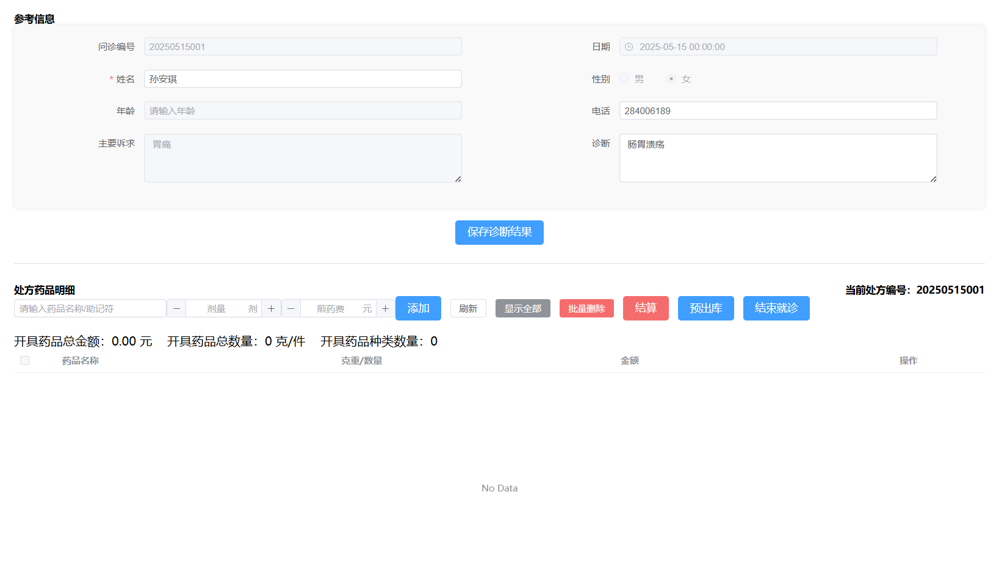 参考信息
问诊编号 20250515001 日期 2025-05-15 00:00:00
* 姓名 孙安琪 性别 男 女
年龄 请输入年龄 电话 284006189
主要诉求 胃痛 诊断 肠胃溃疡
保存诊断结果
处方药品明细 当前处方编号：20250515001
请输入药品名称/助记符 剂量 剂 煎药费 元 添加 刷新 显示全部 批量删除 结算 预出库 结束就诊
开具药品总金额：0.00 元 开具药品总数量：0 克/件 开具药品种类数量：0
药品名称 克重/数量 金额 操作
No Data